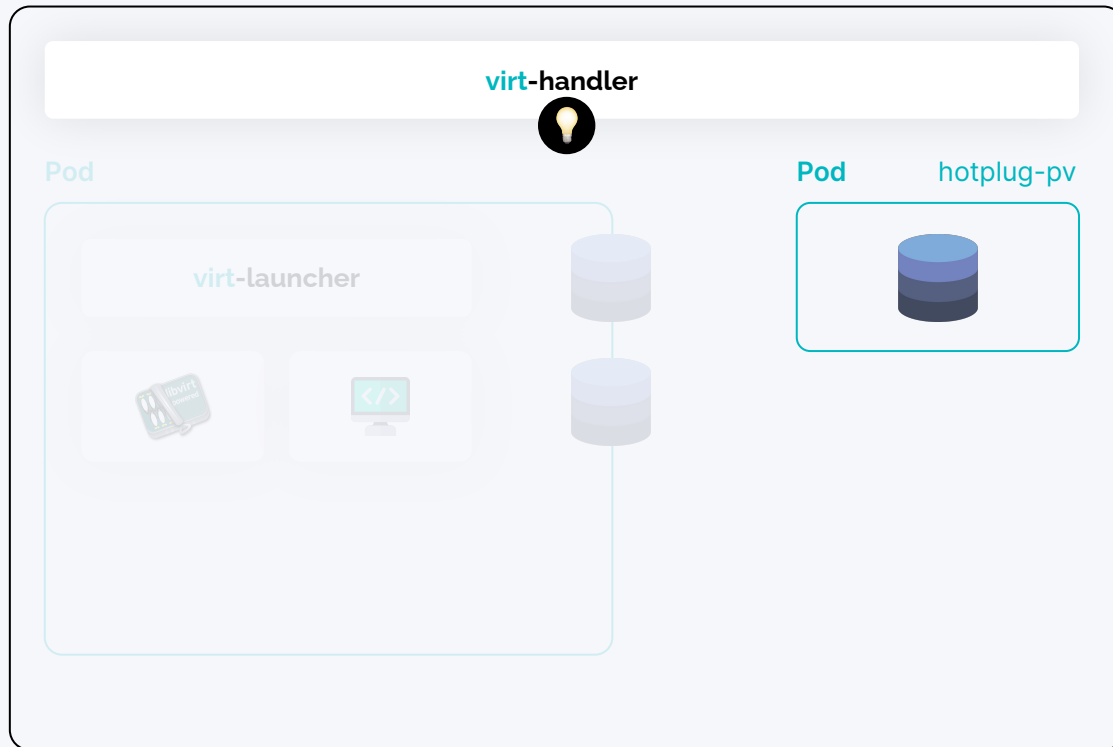 virt-handler
Pod
Pod hotplug-pv
virt-launcher
libvirt